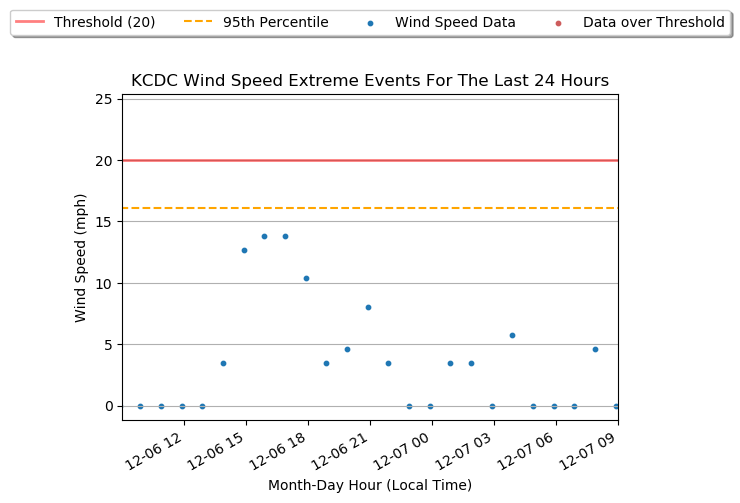 Threshold (20) 95th Percentile Wind Speed Data Data over Threshold
KCDC Wind Speed Extreme Events For The Last 24 Hours
25
20
15
10
5
0
Wind Speed (mph)
12-06 12 12-06 15 12-06 18 12-06 21 12-07 00 12-07 03 12-07 06 12-07 09
Month-Day Hour (Local Time)